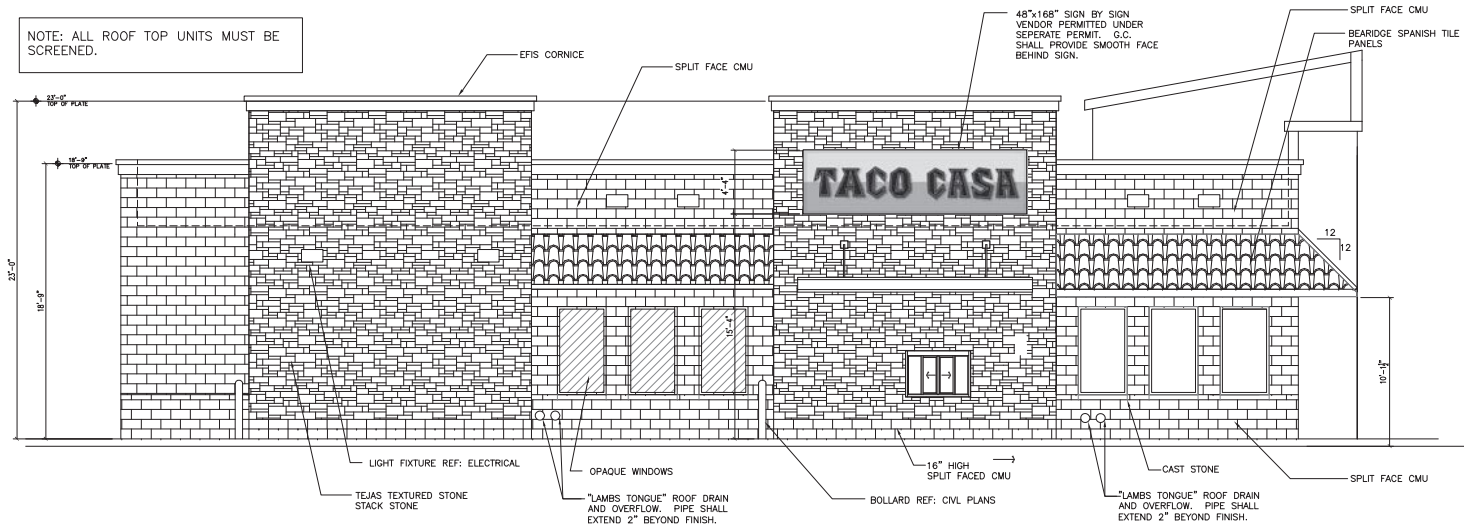 NOTE: ALL ROOF TOP UNITS MUST BE
SCREENED.
EFIS CORNICE
SPLIT FACE CMU
48"x168" SIGN BY SIGN
VENDOR PERMITTED UNDER
SEPERATE PERMIT. G.C.
SHALL PROVIDE SMOOTH FACE
BEHIND SIGN.
SPLIT FACE CMU
BEARIDGE SPANISH TILE
PANELS
23'-0"
TOP OF PLATE
18'-9"
TOP OF PLATE
4'-4"
TACO CASA
12
12
23'-0"
18'-9"
15'-4"
10'-1½"
LIGHT FIXTURE REF: ELECTRICAL
OPAQUE WINDOWS
16" HIGH
SPLIT FACED CMU
CAST STONE
SPLIT FACE CMU
TEJAS TEXTURED STONE
STACK STONE
"LAMBS TONGUE" ROOF DRAIN
AND OVERFLOW. PIPE SHALL
EXTEND 2" BEYOND FINISH.
BOLLARD REF: CIVL PLANS
"LAMBS TONGUE" ROOF DRAIN
AND OVERFLOW. PIPE SHALL
EXTEND 2" BEYOND FINISH.